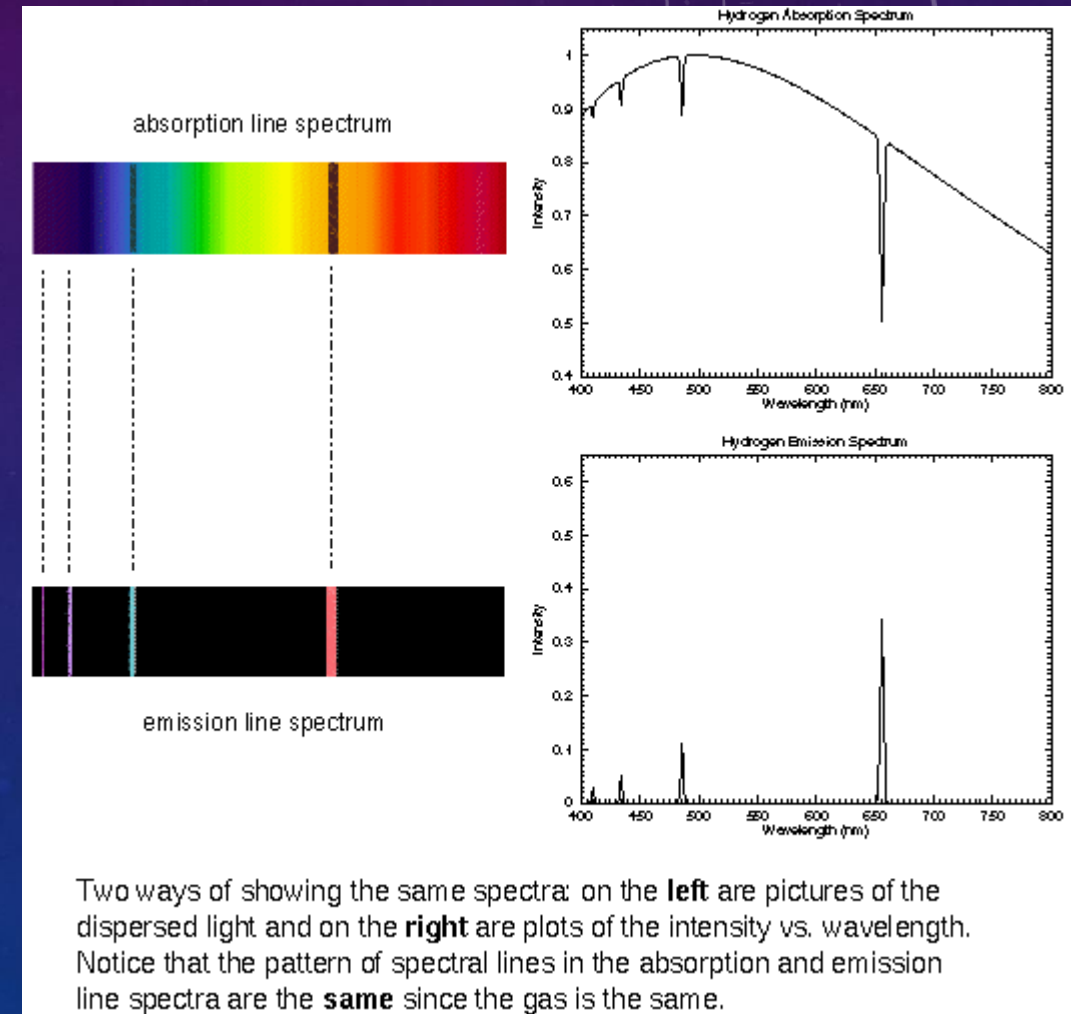 absorption line spectrum
emission line spectrum
Hydrogen Absorption Spectrum
1
0.9
0.8
0.7
0.6
0.5
0.4
Intensity
400 450 500 550 600 650 700 750 800
Wavelength (nm)
Hydrogen Emission Spectrum
0.6
0.5
0.4
0.3
0.2
0.1
0
Intensity
400 450 500 550 600 650 700 750 800
Wavelength (nm)
Two ways of showing the same spectra: on the left are pictures of the
dispersed light and on the right are plots of the intensity vs. wavelength.
Notice that the pattern of spectral lines in the absorption and emission
line spectra are the same since the gas is the same.